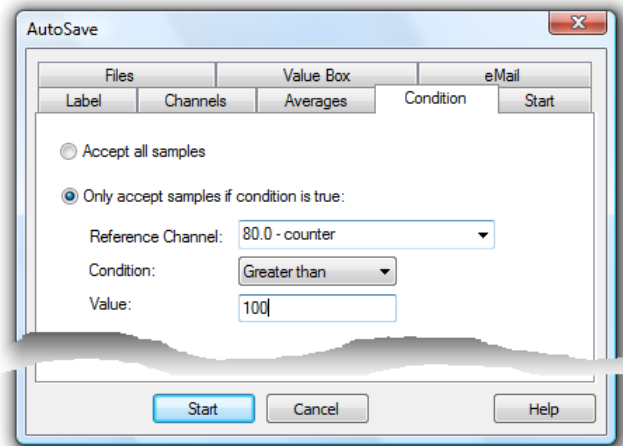 AutoSave
Files Value Box eMail
Label Channels Averages Condition Start
Accept all samples
Only accept samples if condition is true:
Reference Channel: 80.0 - counter
Condition: Greater than
Value: 100
Start Cancel Help